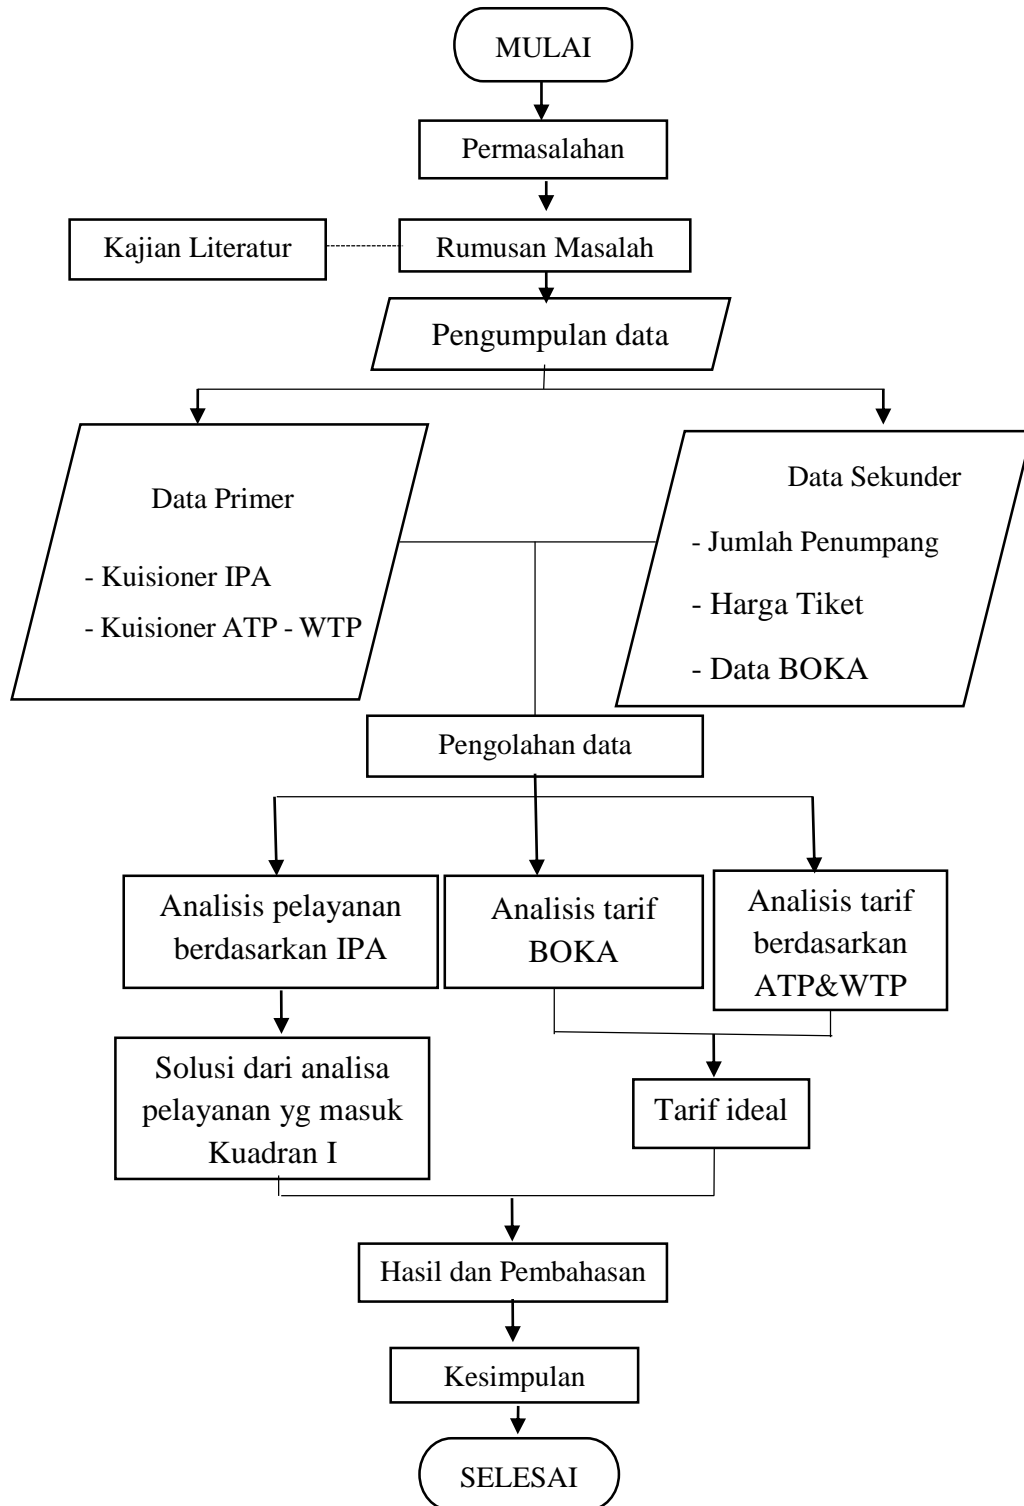 MULAI
Permasalahan
Kajian Literatur
Rumusan Masalah
Pengumpulan data
Data Primer
- Kuisioner IPA
- Kuisioner ATP - WTP
Data Sekunder
- Jumlah Penumpang
- Harga Tiket
- Data BOKA
Pengolahan data
Analisis pelayanan
berdasarkan IPA
Analisis tarif
BOKA
Analisis tarif
berdasarkan
ATP&WTP
Solusi dari analisa
pelayanan yg masuk
Kuadran I
Tarif ideal
Hasil dan Pembahasan
Kesimpulan
SELESAI